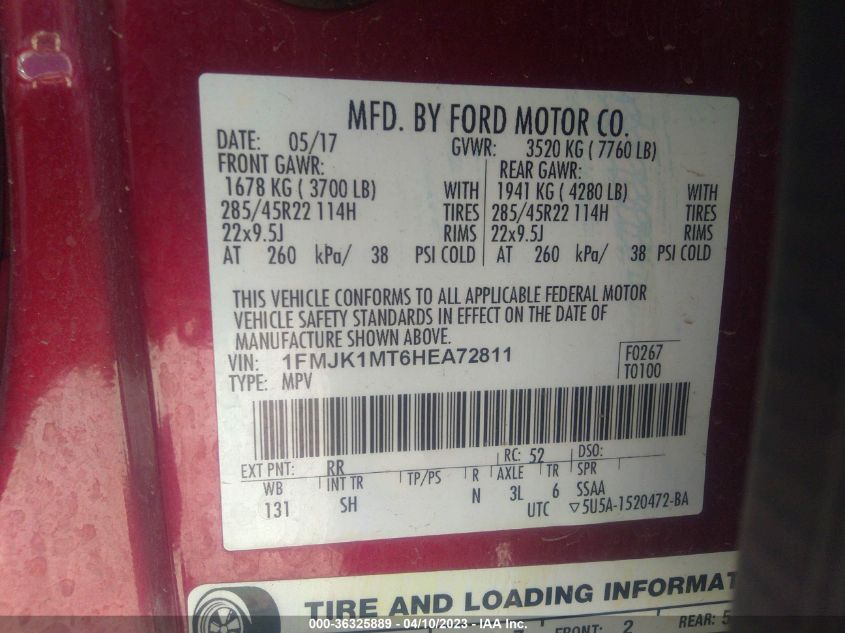 MFD. BY FORD MOTOR CO.
DATE: 05/17 GVWR: 3520 KG ( 7760 LB)
FRONT GAWR: REAR GAWR:
1678 KG ( 3700 LB) WITH 1941 KG ( 4280 LB) WITH
285/45R22 114H TIRES 285/45R22 114H TIRES
22x9.5J RIMS 22x9.5J RIMS
AT 260 kPa/ 38 PSI COLD AT 260 kPa/ 38 PSI COLD
THIS VEHICLE CONFORMS TO ALL APPLICABLE FEDERAL MOTOR
VEHICLE SAFETY STANDARDS IN EFFECT ON THE DATE OF
MANUFACTURE SHOWN ABOVE.
VIN: 1FMJK1MT6HEA72811 F0267
TYPE: MPV T0100
EXT PNT: RR RC: 52 DSO:
WB INT TR TP/PS R AXLE TR SPR
131 SH N 3L 6 SSAA
UTC ▽5U5A-1520472-BA
TIRE AND LOADING INFORMAT
FRONT: 2 REAR: 5
000-36325889 - 04/10/2023 - IAA Inc.